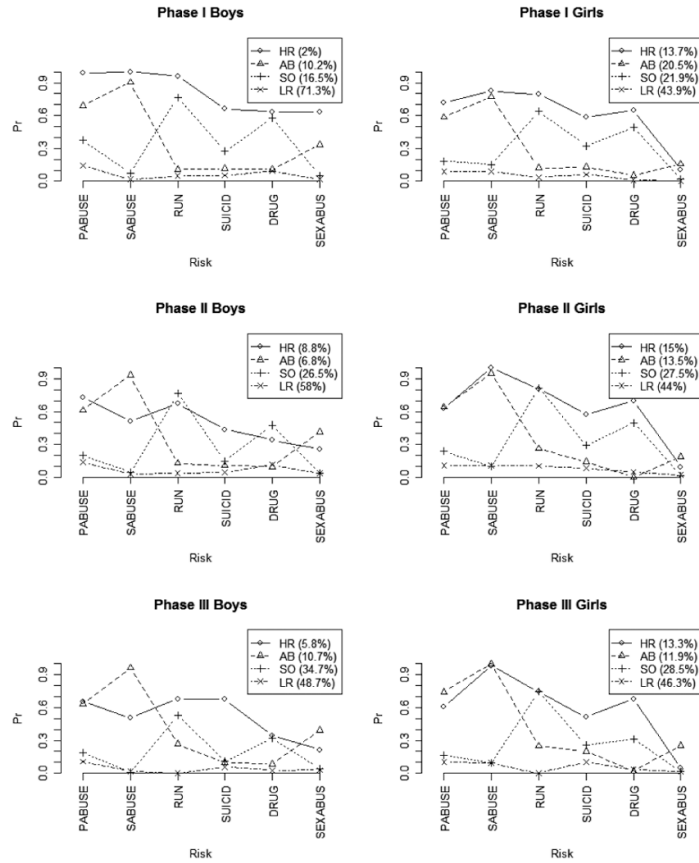 Phase I Boys
HR (2%)
AB (10.2%)
SO (16.5%)
LR (71.3%)
Pr
0.0 0.3 0.6 0.9
PABUSE
SABUSE
RUN
SUICID
DRUG
SEXABUS
Risk
Phase I Girls
HR (13.7%)
AB (20.5%)
SO (21.9%)
LR (43.9%)
Pr
0.0 0.3 0.6 0.9
PABUSE
SABUSE
RUN
SUICID
DRUG
SEXABUS
Risk
Phase II Boys
HR (8.8%)
AB (6.8%)
SO (26.5%)
LR (58%)
Pr
0.0 0.3 0.6 0.9
PABUSE
SABUSE
RUN
SUICID
DRUG
SEXABUS
Risk
Phase II Girls
HR (15%)
AB (13.5%)
SO (27.5%)
LR (44%)
Pr
0.0 0.3 0.6 0.9
PABUSE
SABUSE
RUN
SUICID
DRUG
SEXABUS
Risk
Phase III Boys
HR (5.8%)
AB (10.7%)
SO (34.7%)
LR (48.7%)
Pr
0.0 0.3 0.6 0.9
PABUSE
SABUSE
RUN
SUICID
DRUG
SEXABUS
Risk
Phase III Girls
HR (13.3%)
AB (11.9%)
SO (28.5%)
LR (46.3%)
Pr
0.0 0.3 0.6 0.9
PABUSE
SABUSE
RUN
SUICID
DRUG
SEXABUS
Risk